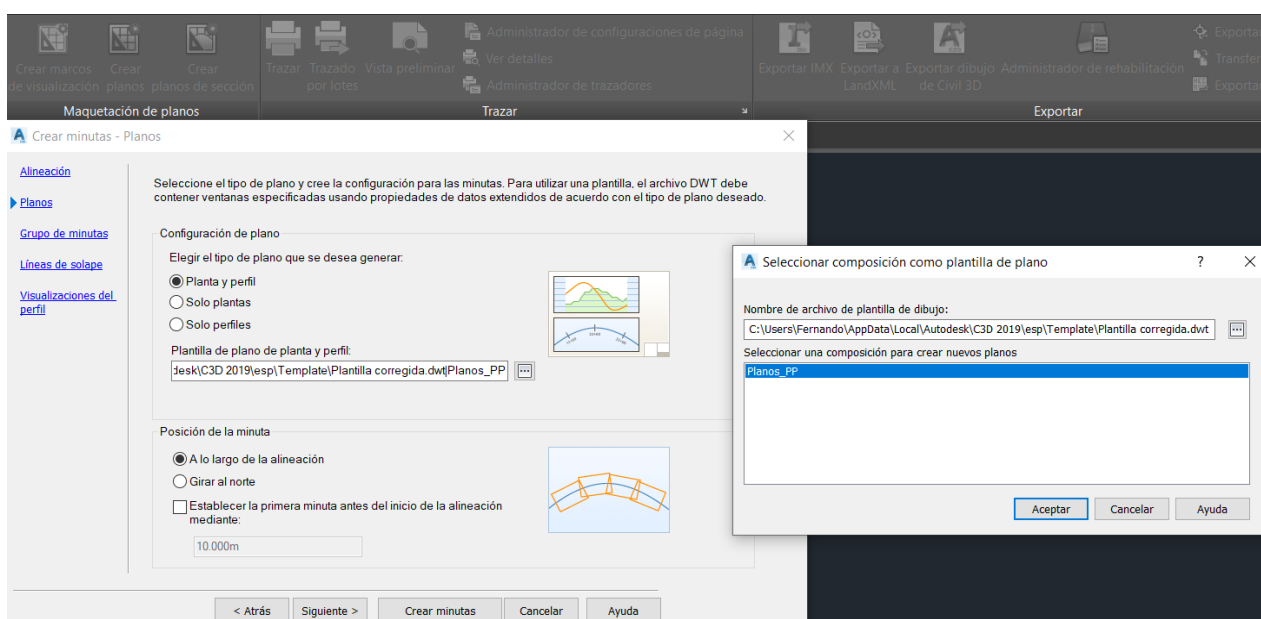 Crear marcos
de visualización
Crear
planos
Crear
planos de sección
Trazar
Trazado
por lotes
Vista preliminar
Administrador de configuraciones de página
Ver detalles
Administrador de trazadores
Exportar IMX
Exportar a
LandXML
Exportar dibujo
de Civil 3D
Administrador de rehabilitación
Exporta
Transfer
Exporta
Maquetación de planos
Trazar
Exportar
Crear minutas - Planos
Alineación
Planos
Grupo de minutas
Líneas de solape
Visualizaciones del
perfil
Seleccione el tipo de plano y cree la configuración para las minutas. Para utilizar una plantilla, el archivo DWT debe
contener ventanas especificadas usando propiedades de datos extendidos de acuerdo con el tipo de plano deseado.
Configuración de plano
Elegir el tipo de plano que se desea generar:
Planta y perfil
Solo plantas
Solo perfiles
Plantilla de plano de planta y perfil:
desk\C3D 2019\esp\Template\Plantilla corregida.dwt|Planos_PP
...
Posición de la minuta
A lo largo de la alineación
Girar al norte
Establecer la primera minuta antes del inicio de la alineación
mediante:
10.000m
< Atrás
Siguiente >
Crear minutas
Cancelar
Ayuda
Seleccionar composición como plantilla de plano
?
Nombre de archivo de plantilla de dibujo:
C:\Users\Fernando\AppData\Local\Autodesk\C3D 2019\esp\Template\Plantilla corregida.dwt
...
Seleccionar una composición para crear nuevos planos
Planos_PP
Aceptar
Cancelar
Ayuda